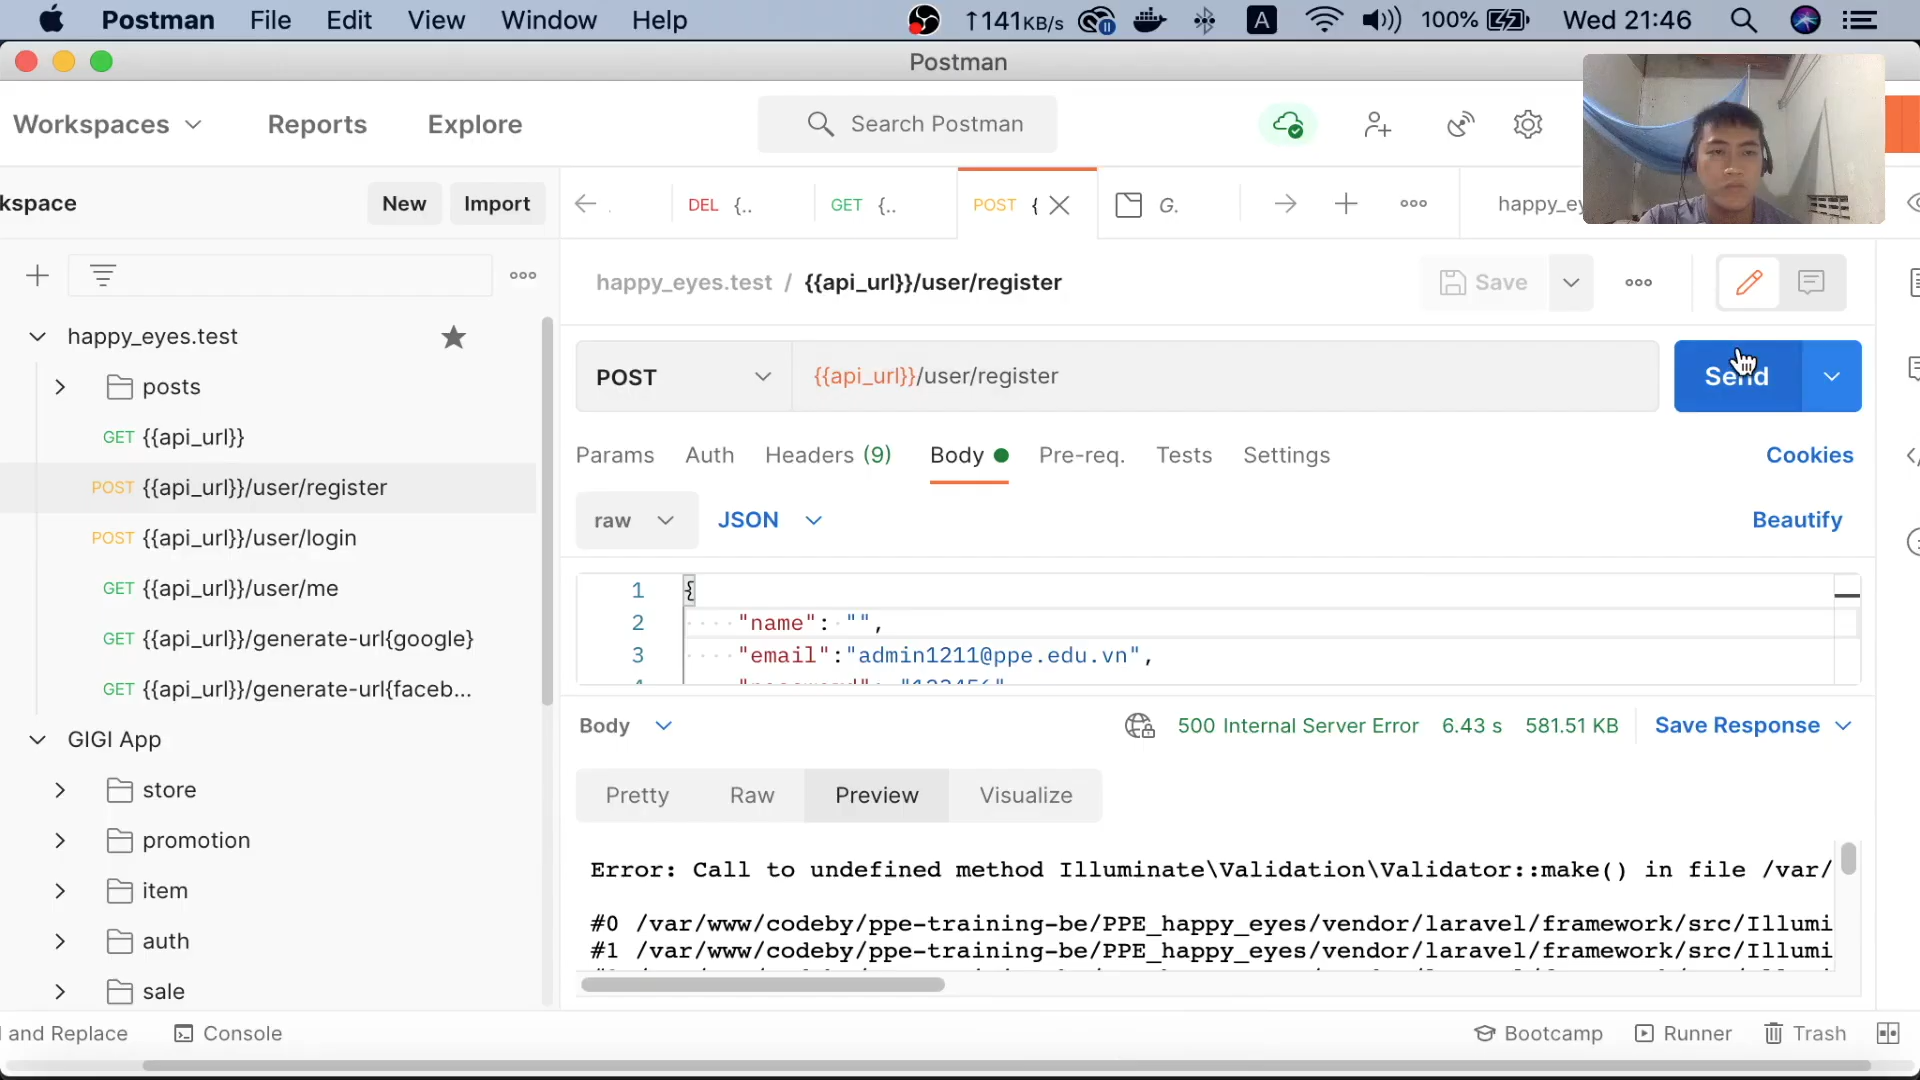 Postman File Edit View Window Help ↑141KB/s A 100% Wed 21:46
Postman
Workspaces Reports Explore Search Postman
kspace New Import
DEL {.. GET {.. POST { G. happy_ey
happy_eyes.test / {{api_url}}/user/register Save
happy_eyes.test
posts
POST {{api_url}}/user/register Send
GET {{api_url}}
Params Auth Headers (9) Body Pre-req. Tests Settings Cookies
POST {{api_url}}/user/register
raw JSON Beautify
POST {{api_url}}/user/login
GET {{api_url}}/user/me
1 {
2 "name": "",
3 "email":"admin1211@ppe.edu.vn",
GET {{api_url}}/generate-url{google}
GET {{api_url}}/generate-url{faceb...
Body 500 Internal Server Error 6.43 s 581.51 KB Save Response
GIGI App
store
promotion
item
auth
sale
Pretty Raw Preview Visualize
Error: Call to undefined method Illuminate\Validation\Validator::make() in file /var/
#0 /var/www/codeby/ppe-training-be/PPE_happy_eyes/vendor/laravel/framework/src/Illumi
#1 /var/www/codeby/ppe-training-be/PPE_happy_eyes/vendor/laravel/framework/src/Illumi
and Replace Console Bootcamp Runner Trash